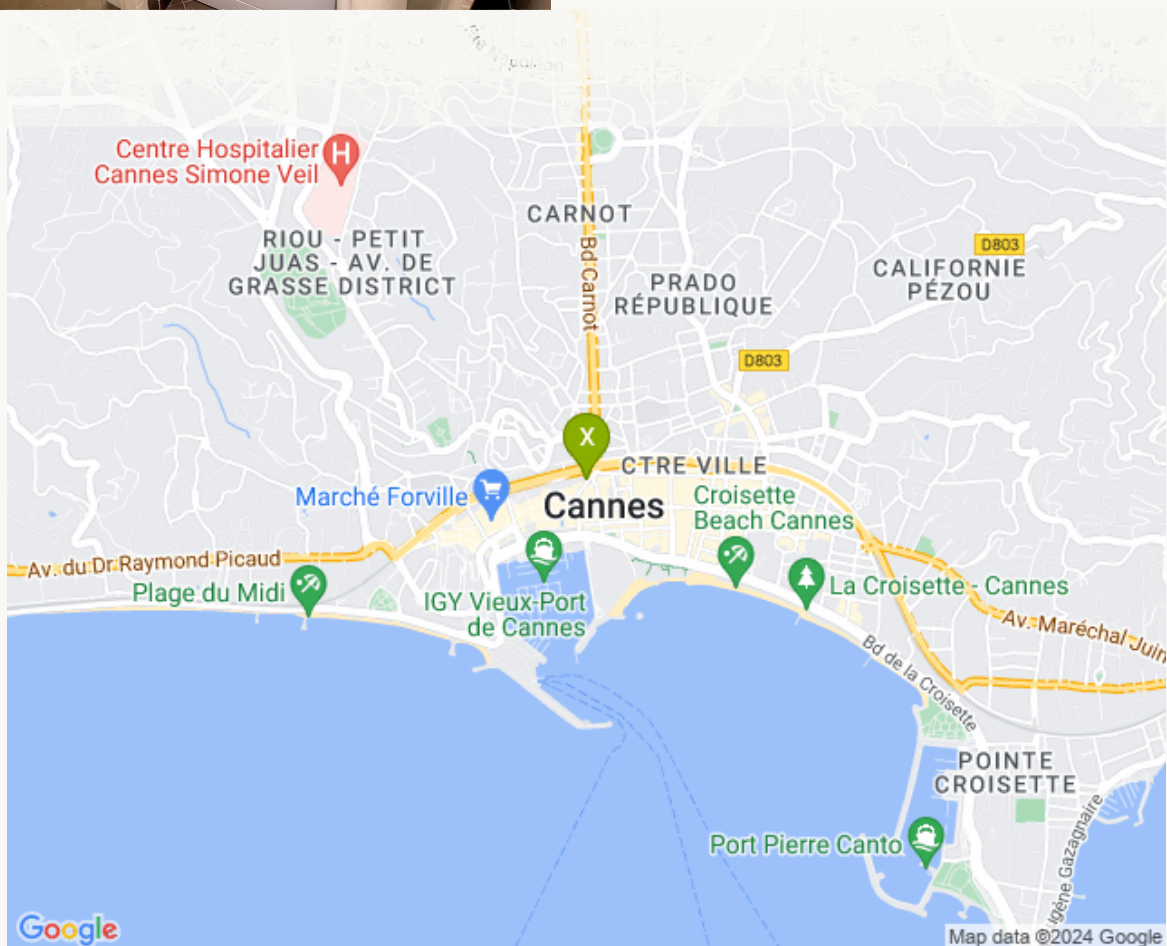 Centre Hospitalier
Cannes Simone Veil
H
CARNOT
RIOU - PETIT
JUAS - AV. DE
GRASSE DISTRICT
Bd Carnot
PRADO
RÉPUBLIQUE
D803
CALIFORNIE
PÉZOU
D803
X
CTRE VILLE
Marché Forville
Cannes
Croisette
Beach Cannes
Av. du Dr Raymond Picaud
Plage du Midi
IGY Vieux-Port
de Cannes
La Croisette - Cannes
Av. Maréchal Juin
Bd de la Croisette
POINTE
CROISETTE
Port Pierre Canto
Gazagnaire
Google
Map data ©2024 Google